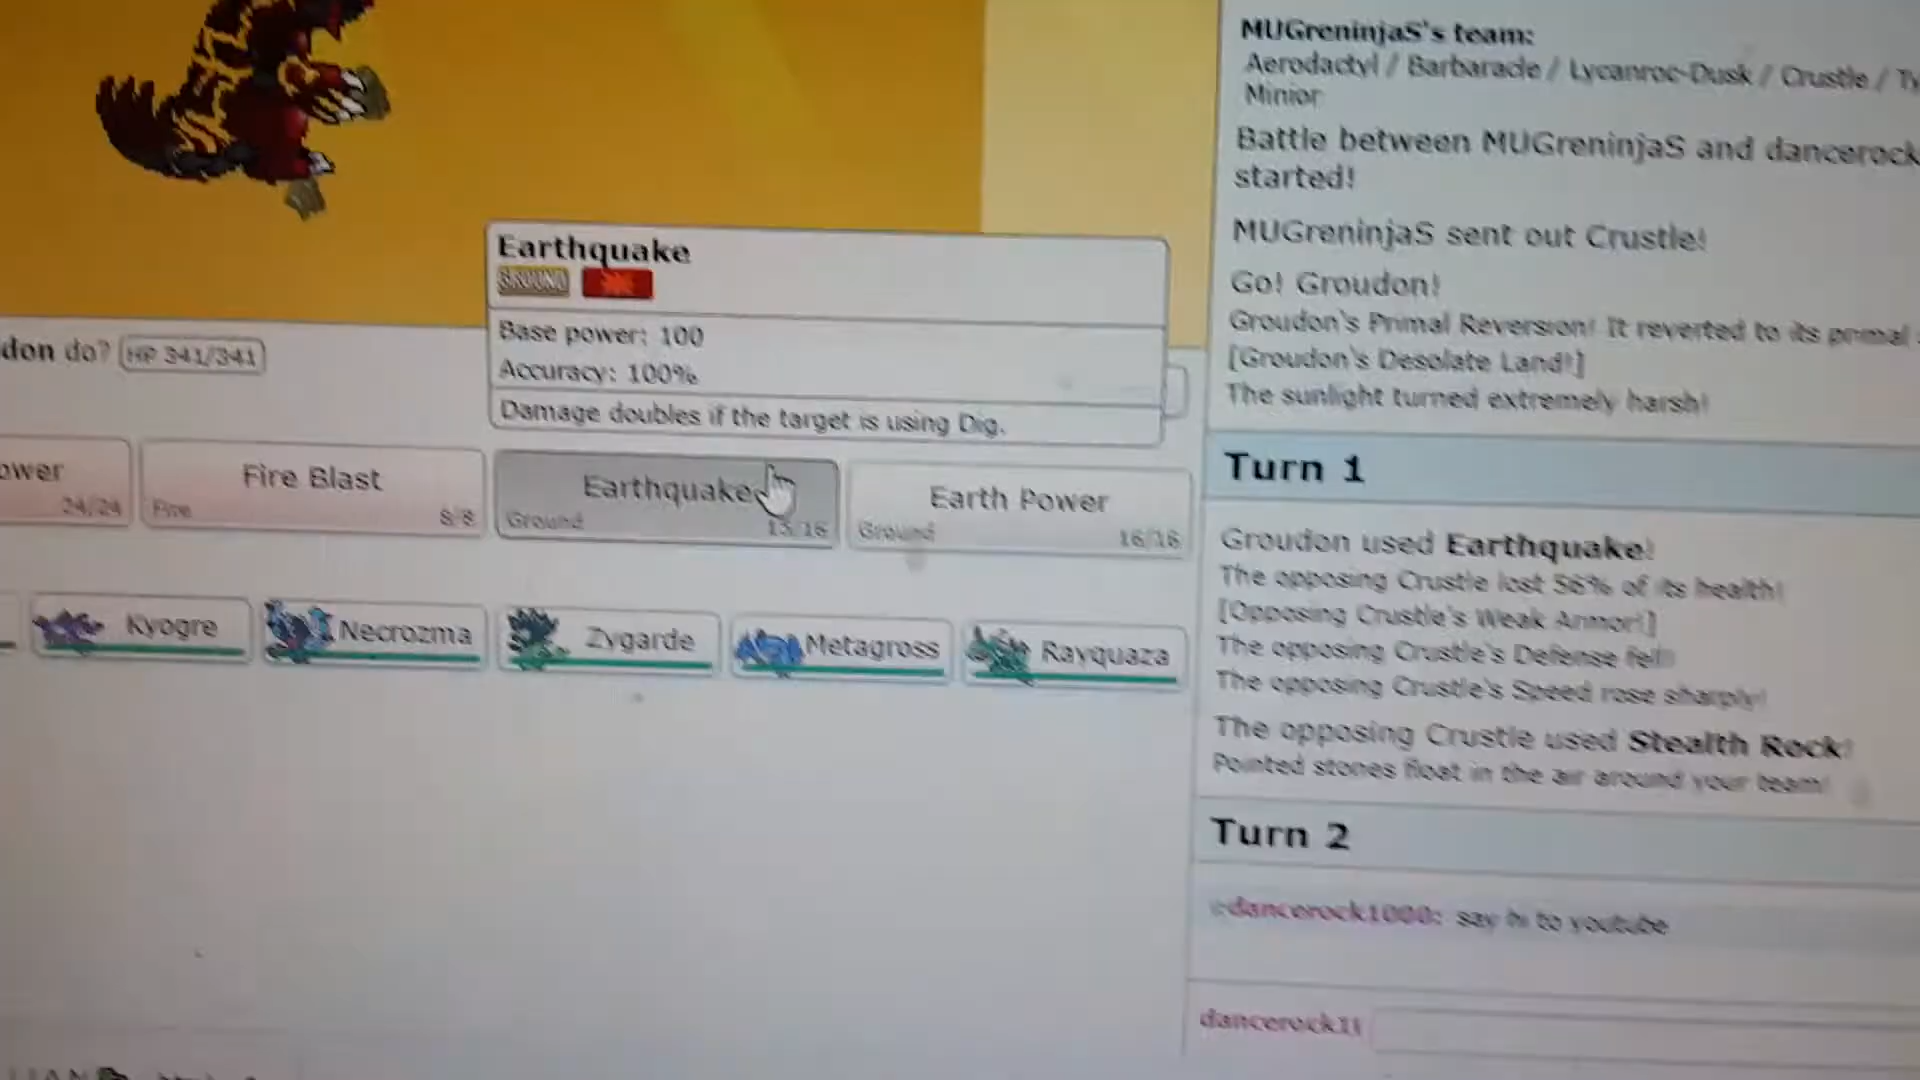 MUGreninjaS's team:
Aerodactyl / Barbaracle / Lycanroc-Dusk / Crustle / Ty
Minior
Battle between MUGreninjaS and dancerock
started!
MUGreninjaS sent out Crustle!
Go! Groudon!
Groudon's Primal Reversion! It reverted to its primal
[Groudon's Desolate Land!]
The sunlight turned extremely harsh!
Turn 1
Groudon used Earthquake!
The opposing Crustle lost 56% of its health!
[Opposing Crustle's Weak Armor!]
The opposing Crustle's Defense fell!
The opposing Crustle's Speed rose sharply!
The opposing Crustle used Stealth Rock!
Pointed stones float in the air around your team!
Turn 2
dancerock1000: say hi to youtube
dancerock1
Earthquake
GROUND
Base power: 100
Accuracy: 100%
Damage doubles if the target is using Dig.
don do? HP 341/341
ower
24/24
Fire Blast
Fire 8/8
Earthquake
Ground 15/16
Earth Power
Ground 16/16
Kyogre
Necrozma
Zygarde
Metagross
Rayquaza